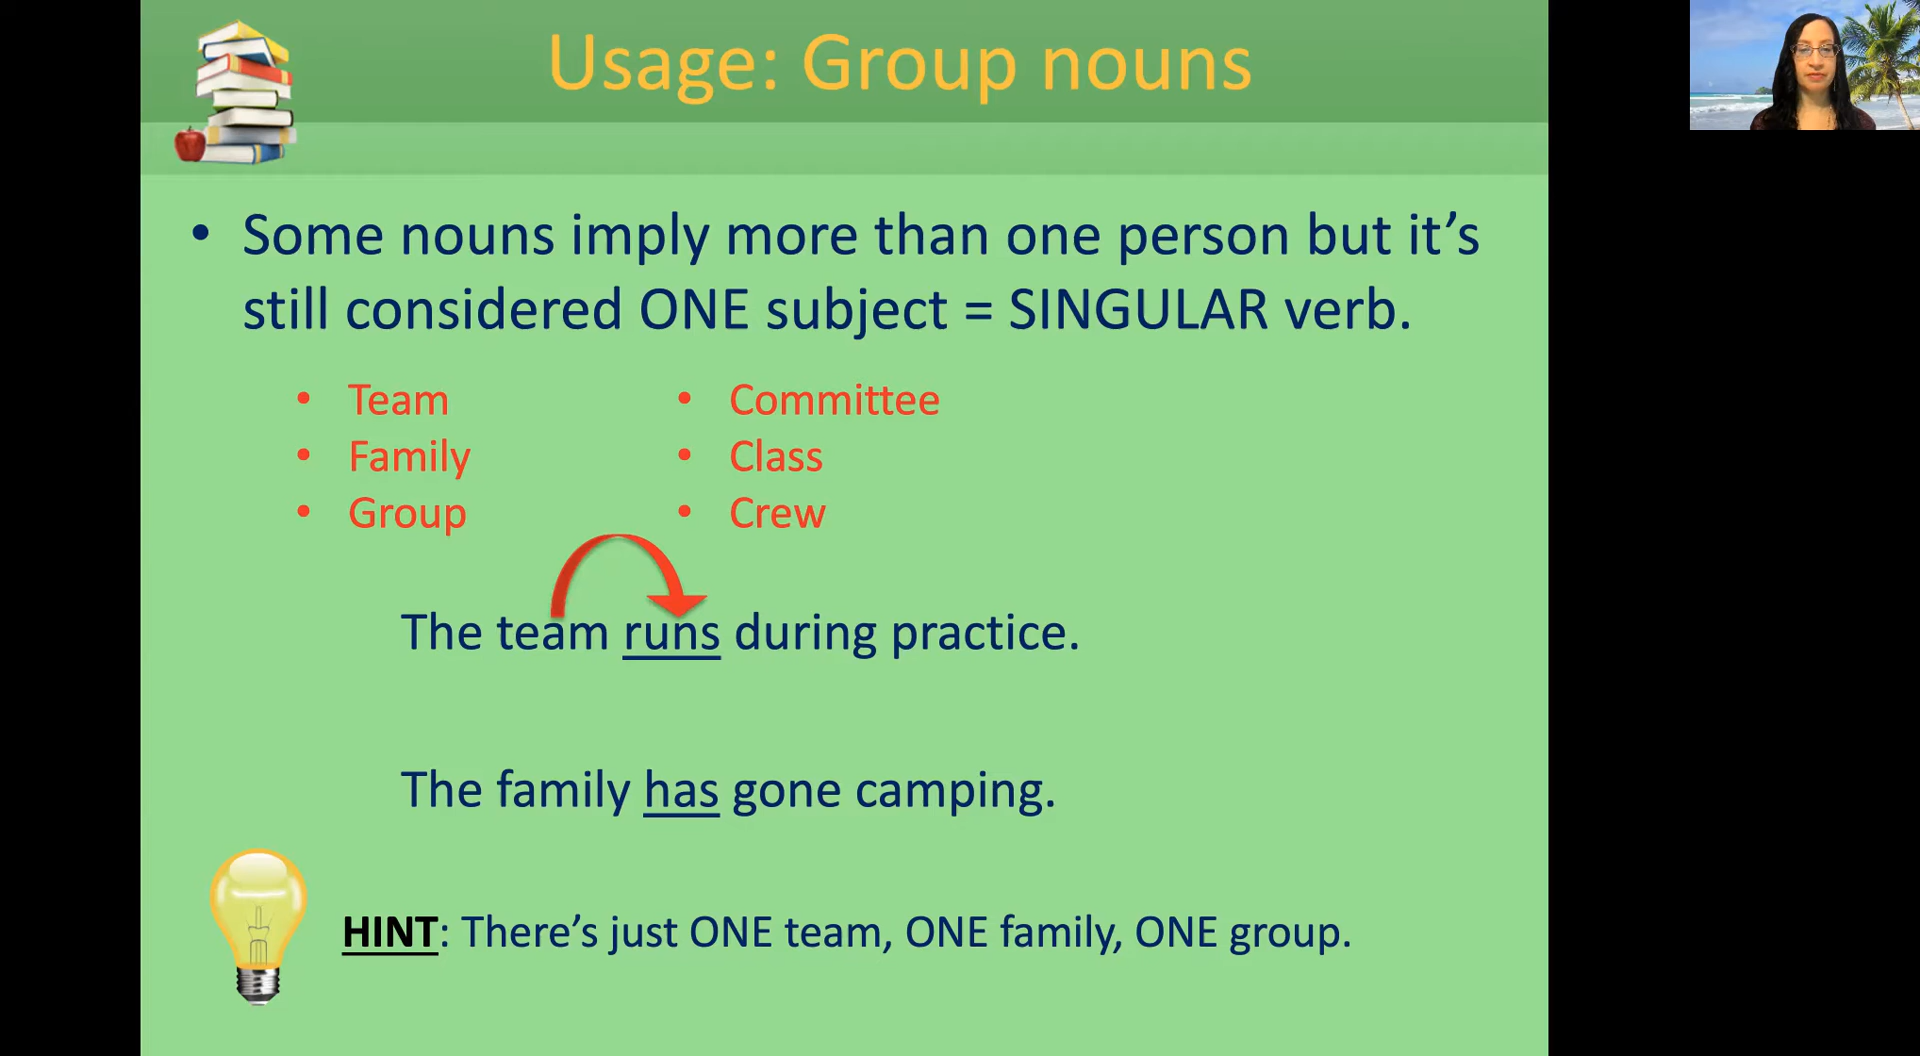 Usage: Group nouns
• Some nouns imply more than one person but it’s
still considered ONE subject = SINGULAR verb.
• Team
• Family
• Group
• Committee
• Class
• Crew
The team runs during practice.
The family has gone camping.
HINT: There’s just ONE team, ONE family, ONE group.